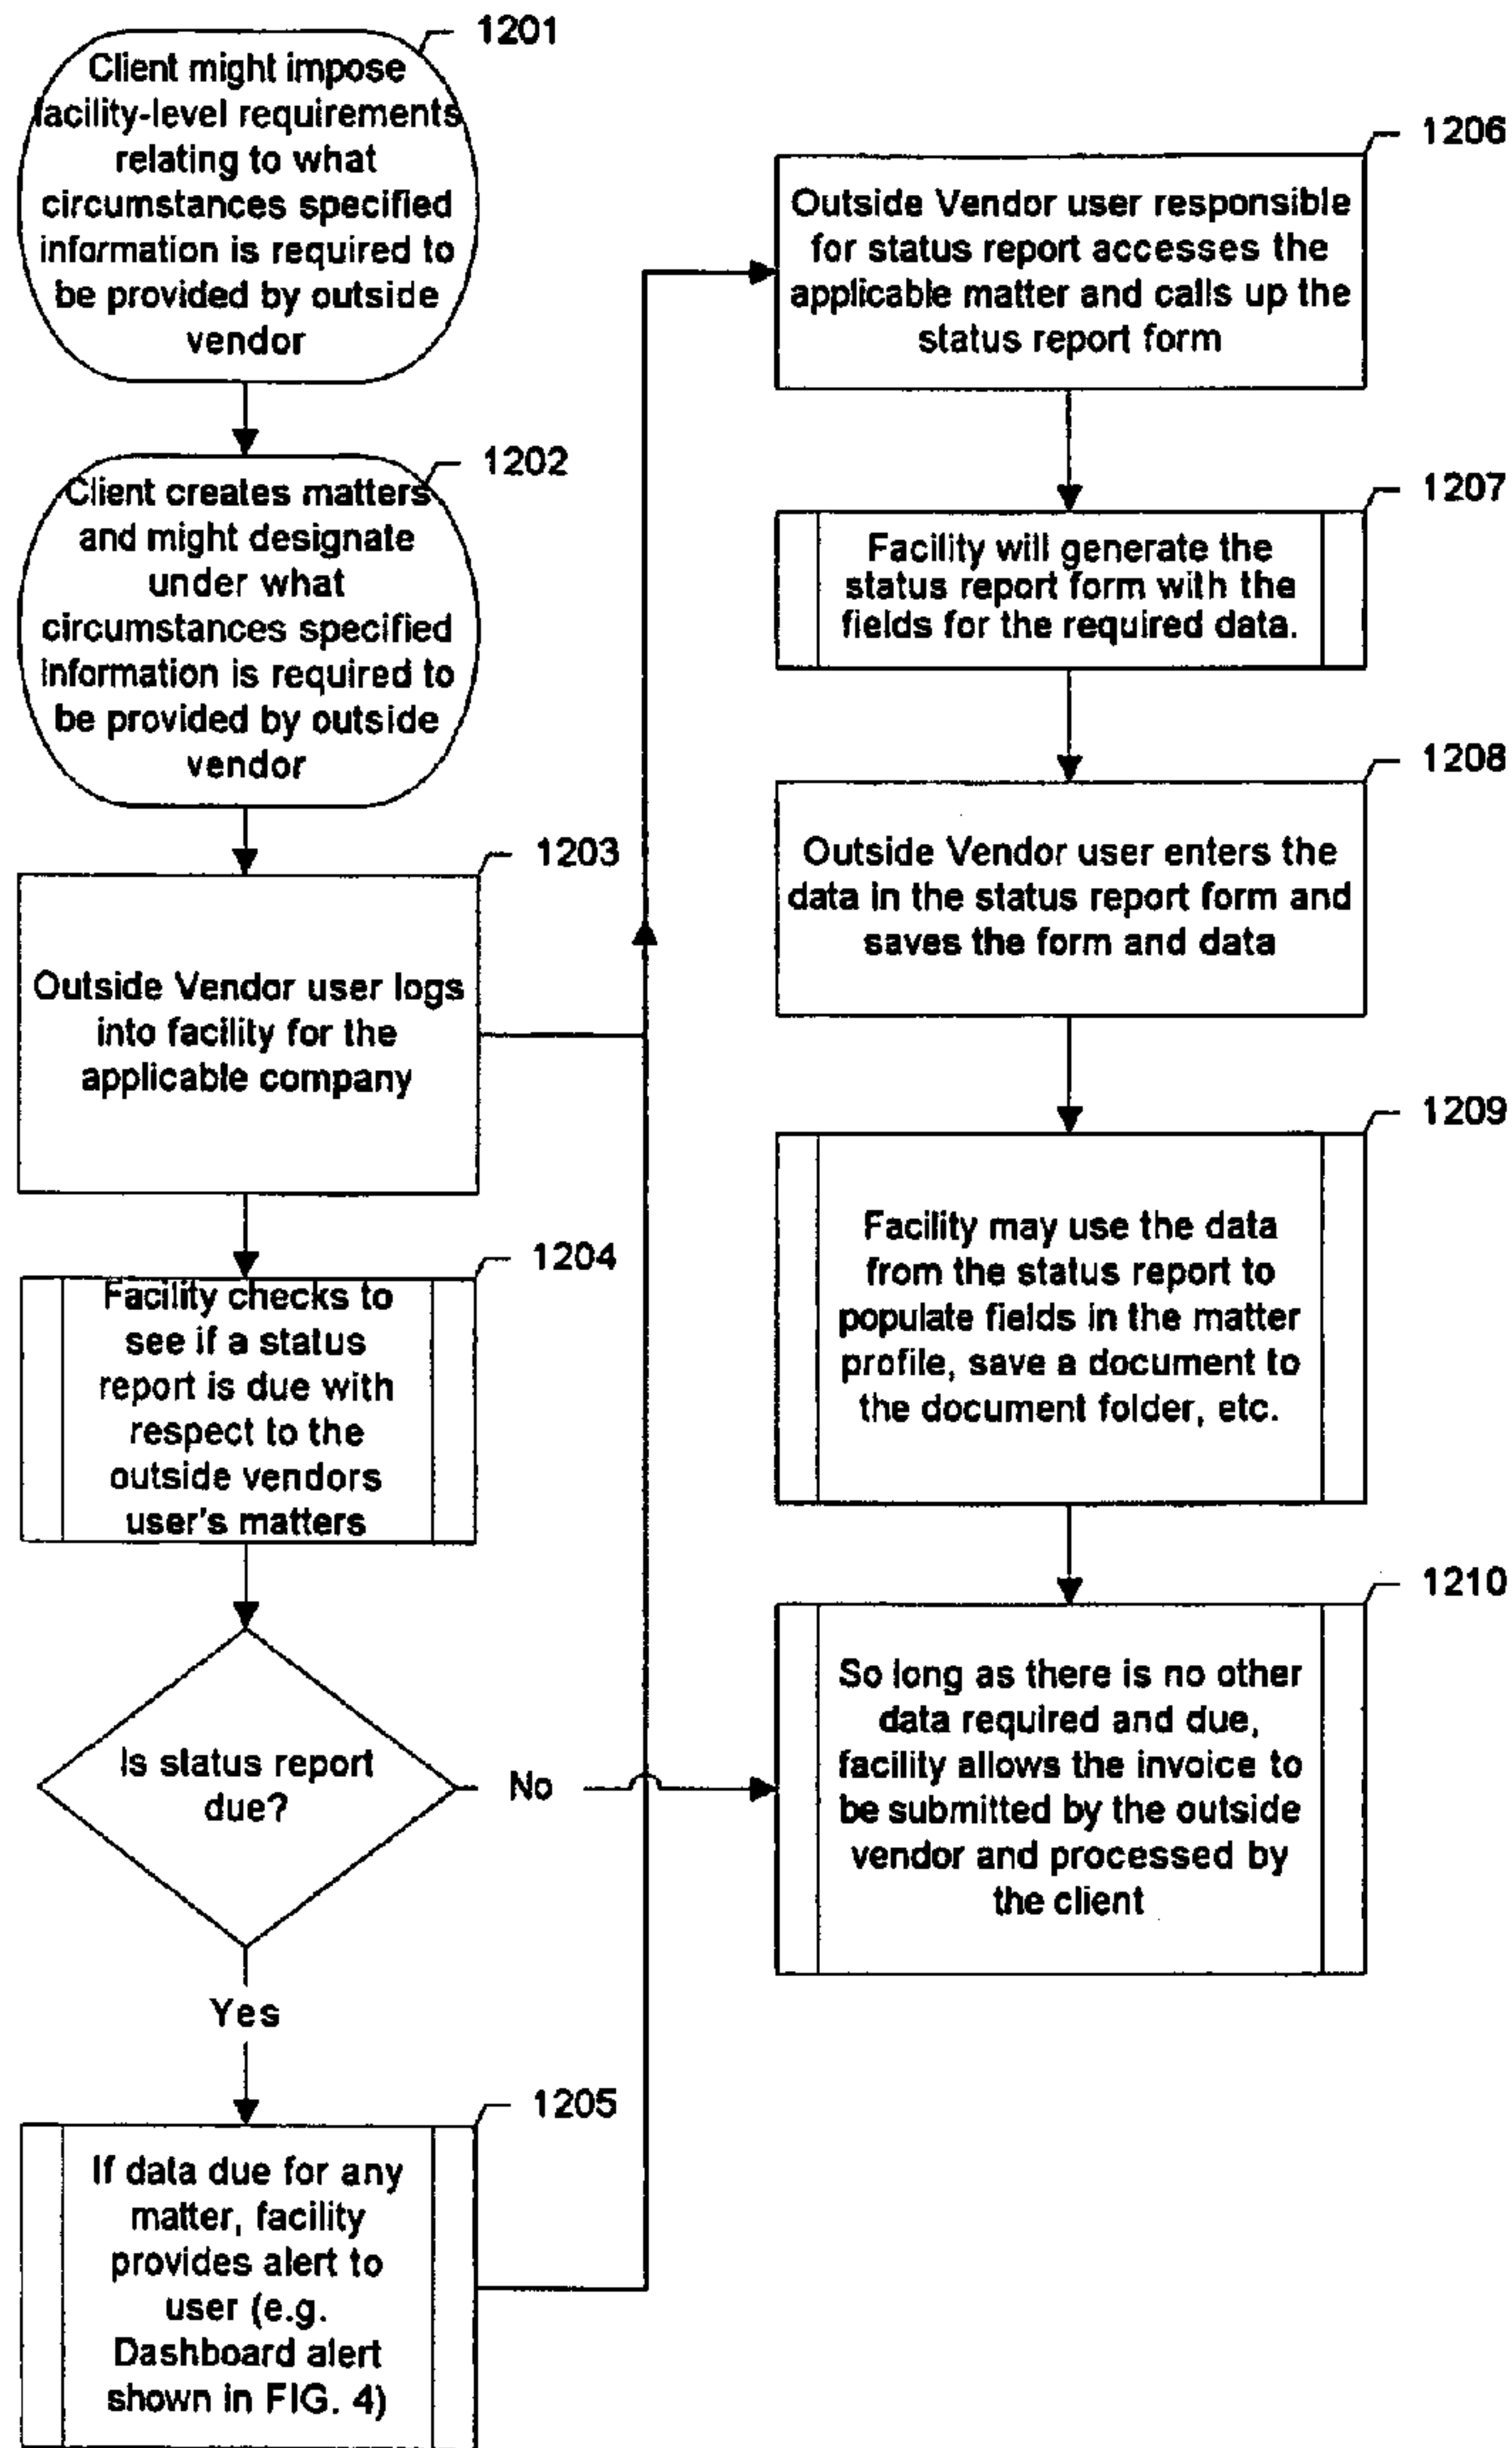 1201
Client might impose
facility-level requirements
relating to what
circumstances specified
information is required to
be provided by outside
vendor
1202
Client creates matters
and might designate
under what
circumstances specified
information is required to
be provided by outside
vendor
1203
Outside Vendor user logs
into facility for the
applicable company
1204
Facility checks to
see if a status
report is due with
respect to the
outside vendors
user's matters
Is status report
due?
No
Yes
1205
If data due for any
matter, facility
provides alert to
user (e.g.
Dashboard alert
shown in FIG. 4)
1206
Outside Vendor user responsible
for status report accesses the
applicable matter and calls up the
status report form
1207
Facility will generate the
status report form with the
fields for the required data.
1208
Outside Vendor user enters the
data in the status report form and
saves the form and data
1209
Facility may use the data
from the status report to
populate fields in the matter
profile, save a document to
the document folder, etc.
1210
So long as there is no other
data required and due,
facility allows the invoice to
be submitted by the outside
vendor and processed by
the client